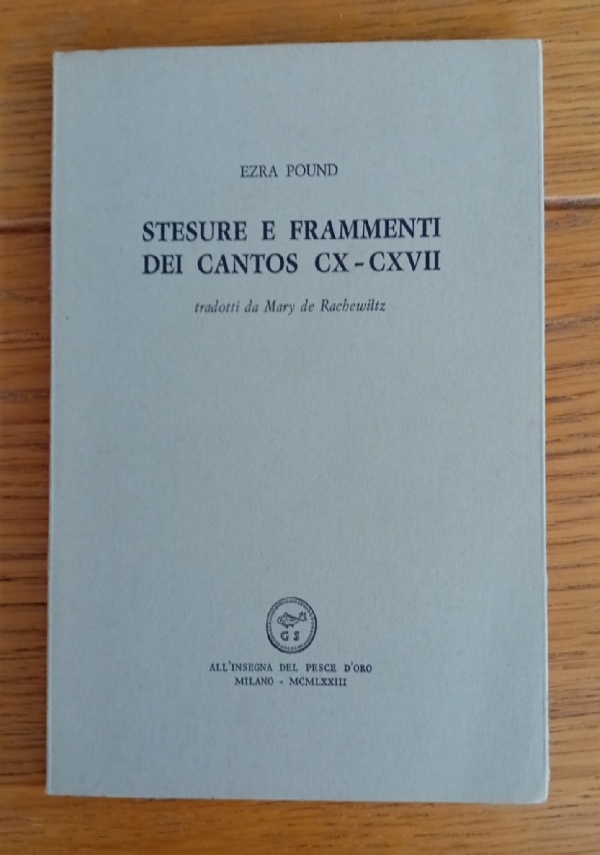 EZRA POUND
STESURE E FRAMMENTI
DEI CANTOS CX - CXVII
tradotti da Mary de Rachewiltz
G S
ALL'INSEGNA DEL PESCE D'ORO
MILANO - MCMLXXIII